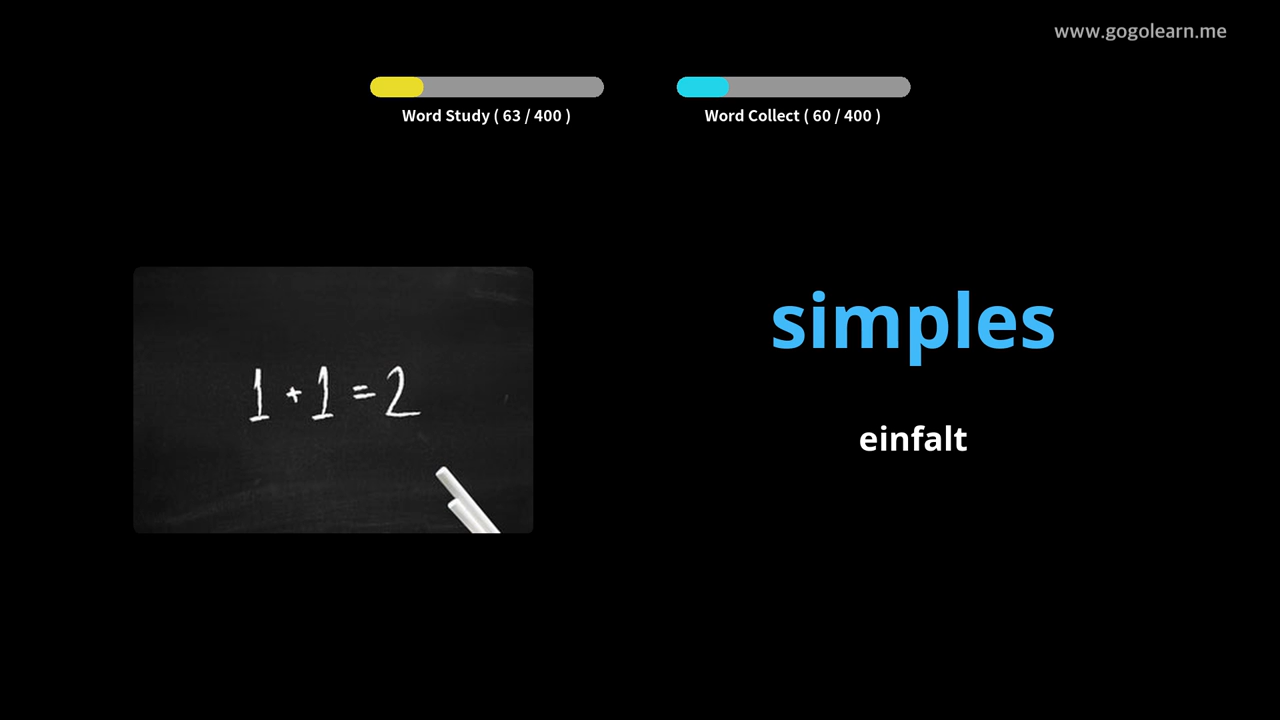 www.gogolearn.me
Word Study ( 63 / 400 )
Word Collect ( 60 / 400 )
1 + 1 = 2
simples
einfalt